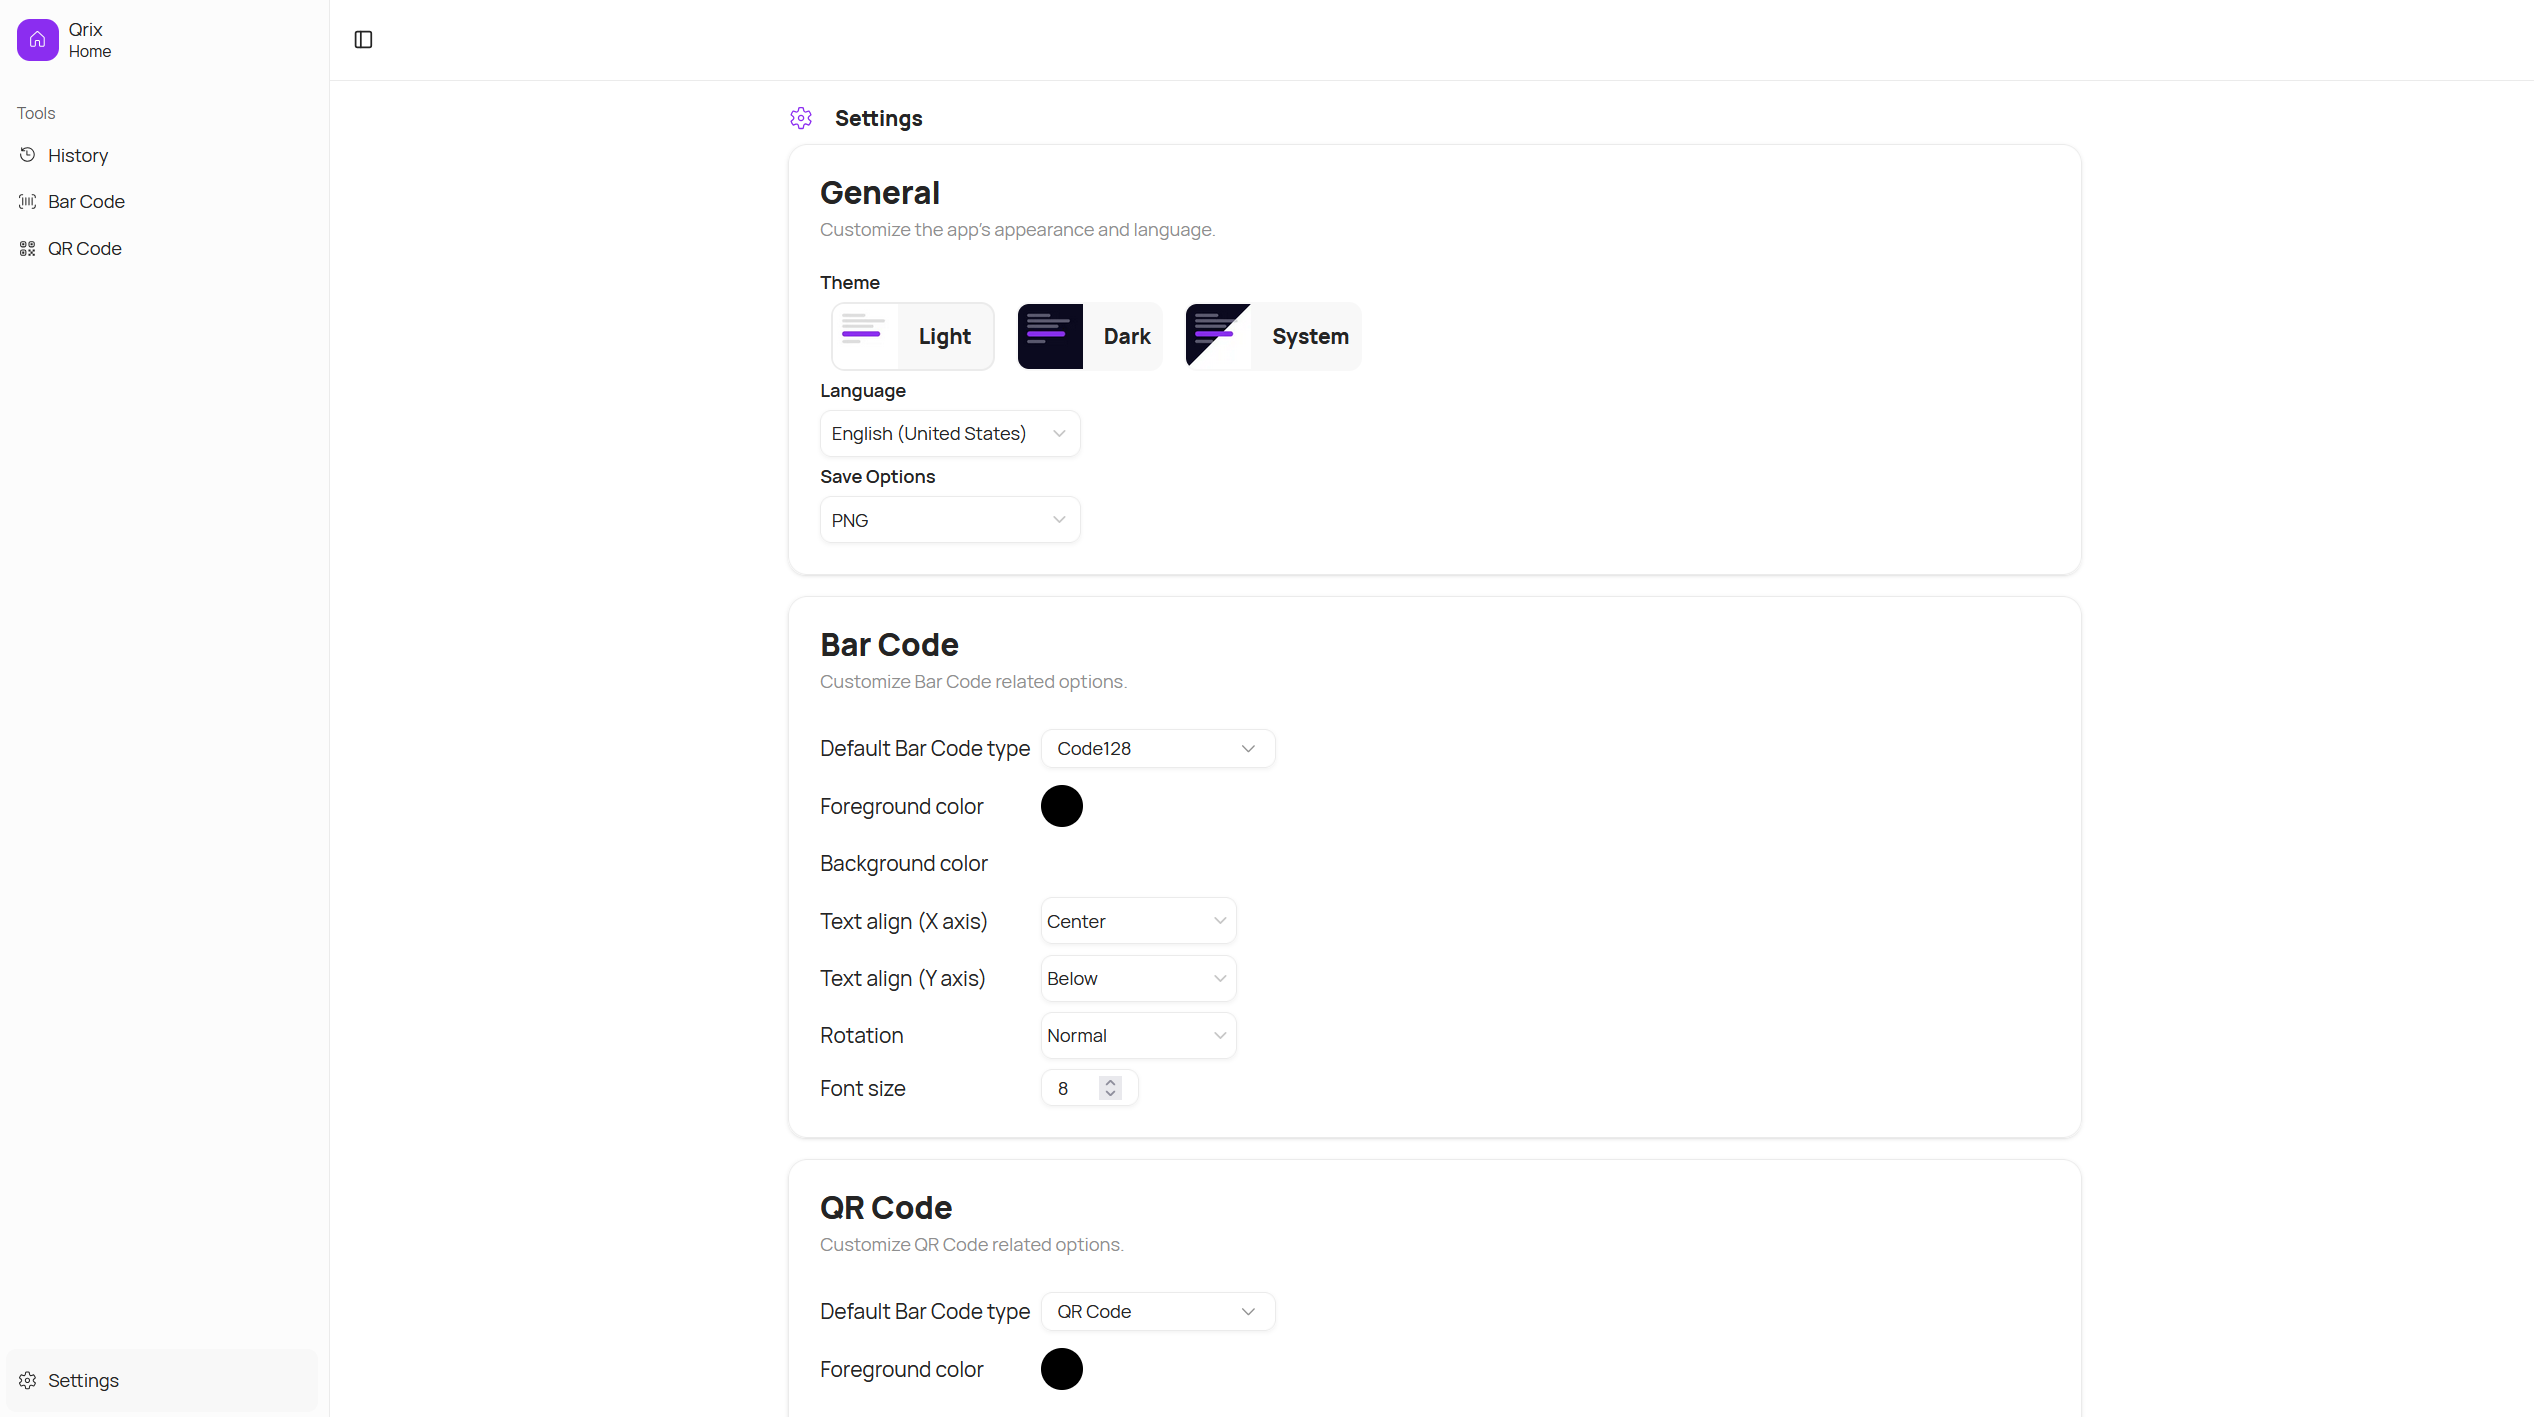 Qrix
Home
Tools
History
Bar Code
QR Code
Settings
Settings
General
Customize the app's appearance and language.
Theme
Light
Dark
System
Language
English (United States)
Save Options
PNG
Bar Code
Customize Bar Code related options.
Default Bar Code type
Code128
Foreground color
Background color
Text align (X axis)
Center
Text align (Y axis)
Below
Rotation
Normal
Font size
8
QR Code
Customize QR Code related options.
Default Bar Code type
QR Code
Foreground color